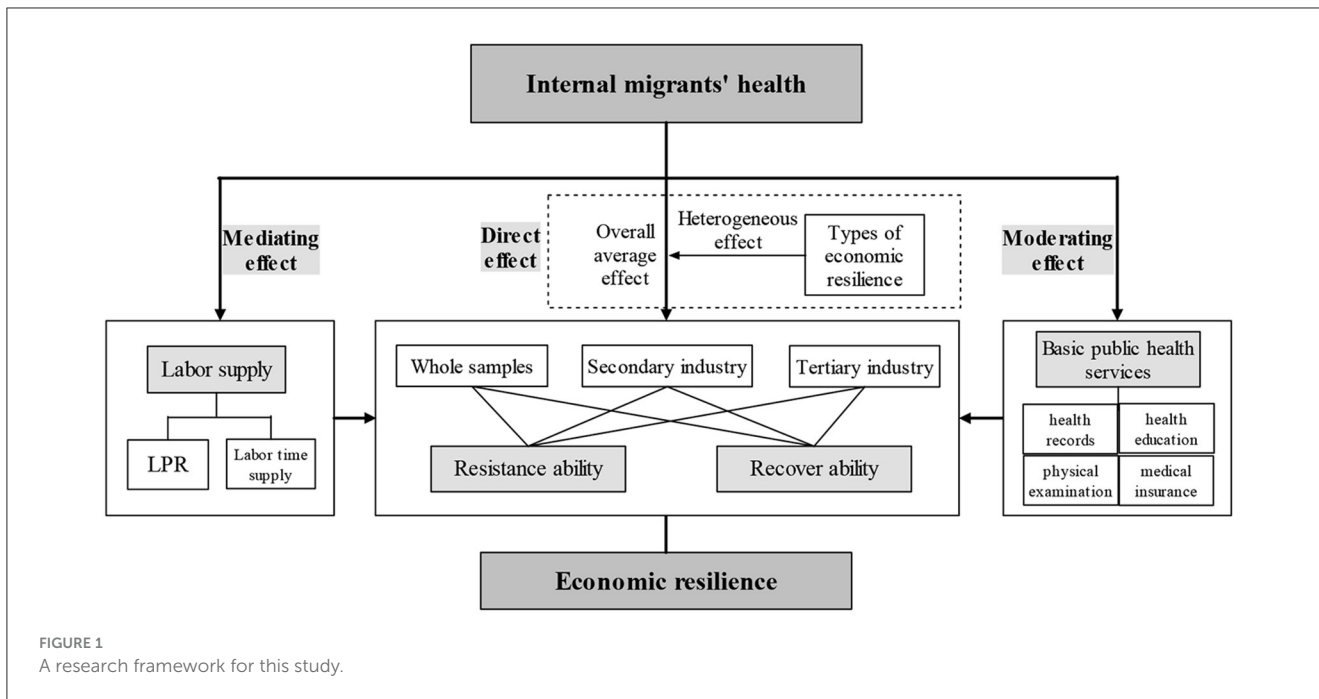 Internal migrants' health
Mediating
effect
Direct
effect
Overall
average
effect
Heterogeneous
effect
Types of
economic
resilience
Moderating
effect
Labor supply
LPR
Labor time
supply
Whole samples
Secondary industry
Tertiary industry
Resistance ability
Recover ability
Basic public health
services
health
records
health
education
physical
examination
medical
insurance
Economic resilience
FIGURE 1
A research framework for this study.